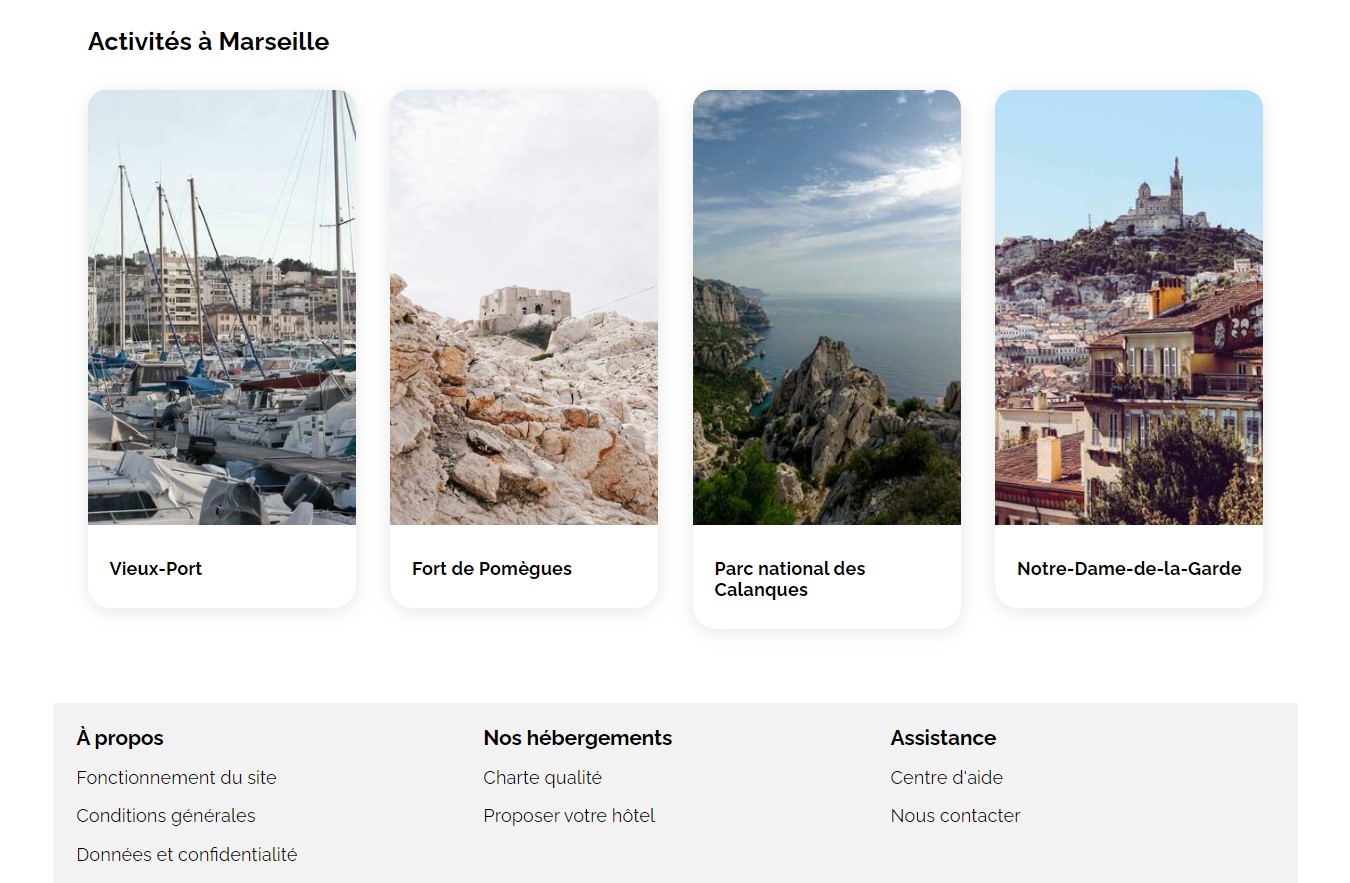 Activités à Marseille
Vieux-Port
Fort de Pomègues
Parc national des
Calanques
Notre-Dame-de-la-Garde
À propos
Fonctionnement du site
Conditions générales
Données et confidentialité
Nos hébergements
Charte qualité
Proposer votre hôtel
Assistance
Centre d'aide
Nous contacter